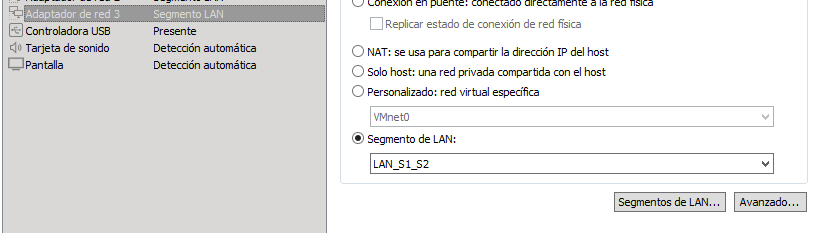 Adaptador de red 3 Segmento LAN
Controladora USB Presente
Tarjeta de sonido Detección automática
Pantalla Detección automática
Conexión en puente: conectado directamente a la red física
Replicar estado de conexión de red física
NAT: se usa para compartir la dirección IP del host
Solo host: una red privada compartida con el host
Personalizado: red virtual específica
VMnet0
Segmento de LAN:
LAN_S1_S2
Segmentos de LAN... Avanzado...